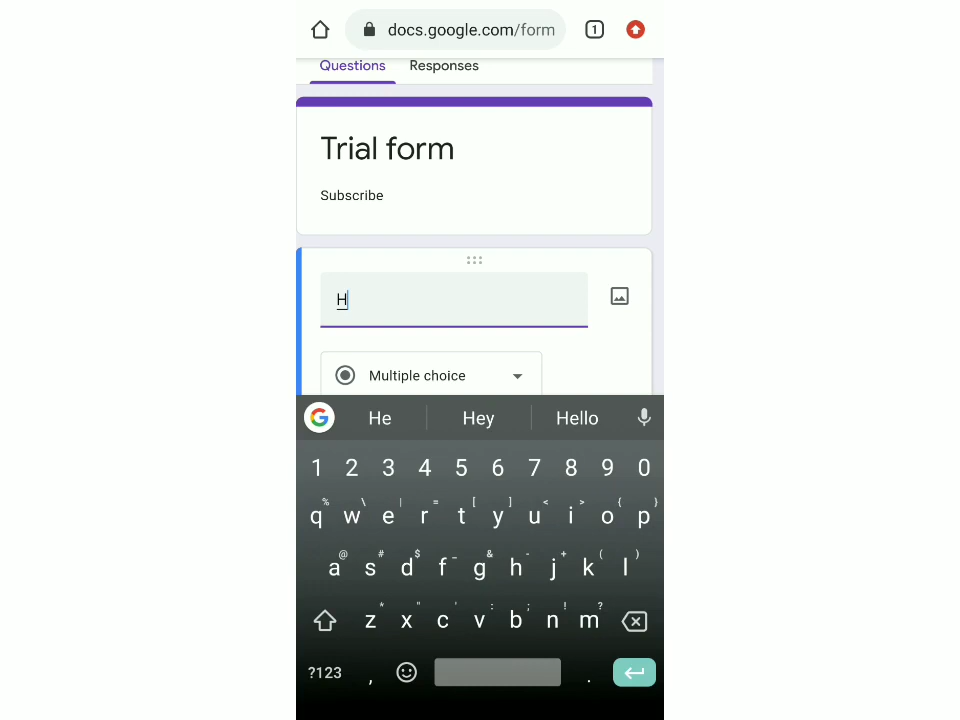 docs.google.com/form 1
Questions Responses
Trial form
Subscribe
H
Multiple choice
G He Hey Hello
1 2 3 4 5 6 7 8 9 0
% \ | = [ ] < > { }
q w e r t y u i o p
@ # $ _ & - + ( )
a s d f g h j k l
* " ' : ; ! ?
z x c v b n m
?123 , .